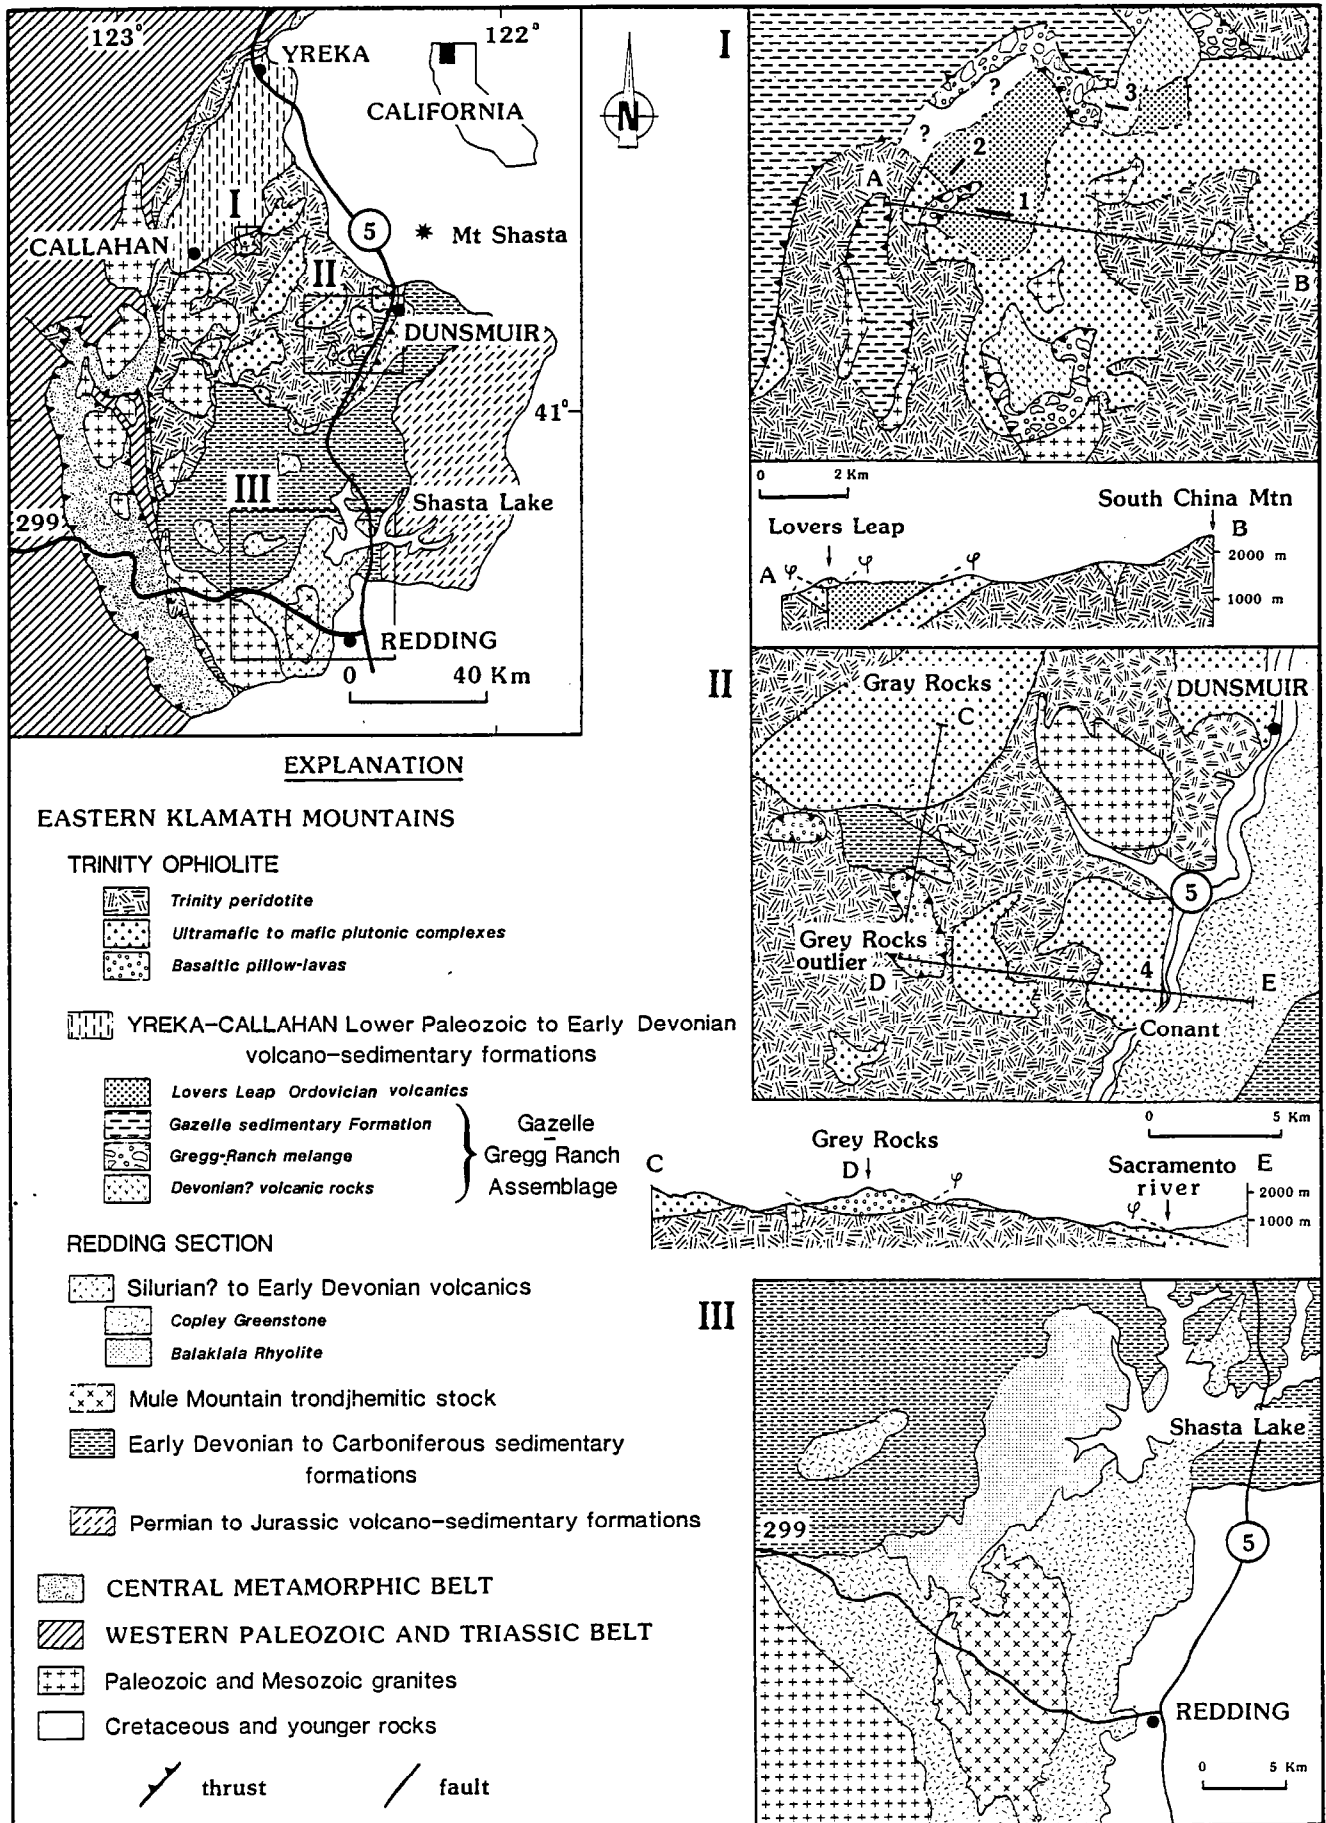 123°
122°
YREKA
CALIFORNIA
N
I
CALLAHAN
5
Mt Shasta
II
DUNSMUIR
41°
III
Shasta Lake
299
REDDING
0 40 Km
EXPLANATION
EASTERN KLAMATH MOUNTAINS
TRINITY OPHIOLITE
Trinity peridotite
Ultramafic to mafic plutonic complexes
Basaltic pillow-lavas
YREKA-CALLAHAN Lower Paleozoic to Early Devonian
volcano-sedimentary formations
Lovers Leap Ordovician volcanics
Gazelle sedimentary Formation
Gregg-Ranch melange
Devonian? volcanic rocks
Gazelle
Gregg Ranch
Assemblage
REDDING SECTION
Silurian? to Early Devonian volcanics
Copley Greenstone
Balaklala Rhyolite
Mule Mountain trondjhemitic stock
Early Devonian to Carboniferous sedimentary
formations
Permian to Jurassic volcano-sedimentary formations
CENTRAL METAMORPHIC BELT
WESTERN PALEOZOIC AND TRIASSIC BELT
Paleozoic and Mesozoic granites
Cretaceous and younger rocks
thrust
fault
I
?
3
?
2
A
1
B
0 2 Km
South China Mtn
Lovers Leap
B
A φ φ φ
2000 m
1000 m
II
Gray Rocks
C
DUNSMUIR
5
Grey Rocks
outlier
D
4
E
Conant
0 5 Km
Grey Rocks
C
D
Sacramento
river
E
φ φ
2000 m
1000 m
III
Shasta Lake
299
5
REDDING
0 5 Km